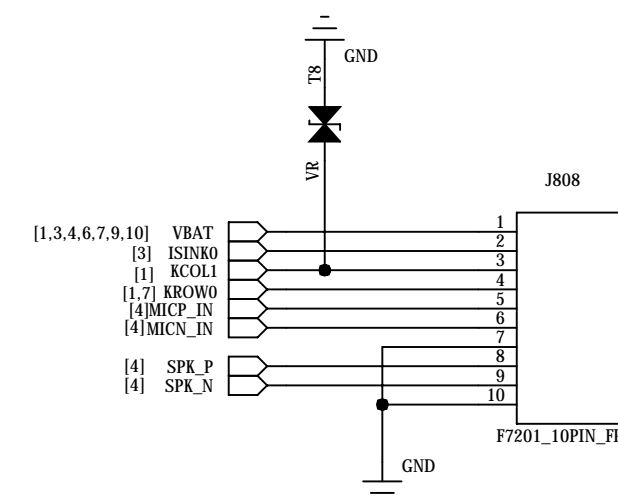 GND
T8
VR
J808
[1,3,4,6,7,9,10] VBAT 1
[3] ISINK0 2
[1] KCOL1 3
[1,7] KROW0 4
[4]MICP_IN 5
[4]MICN_IN 6
7
[4] SPK_P 8
[4] SPK_N 9
10
F7201_10PIN_FP
GND